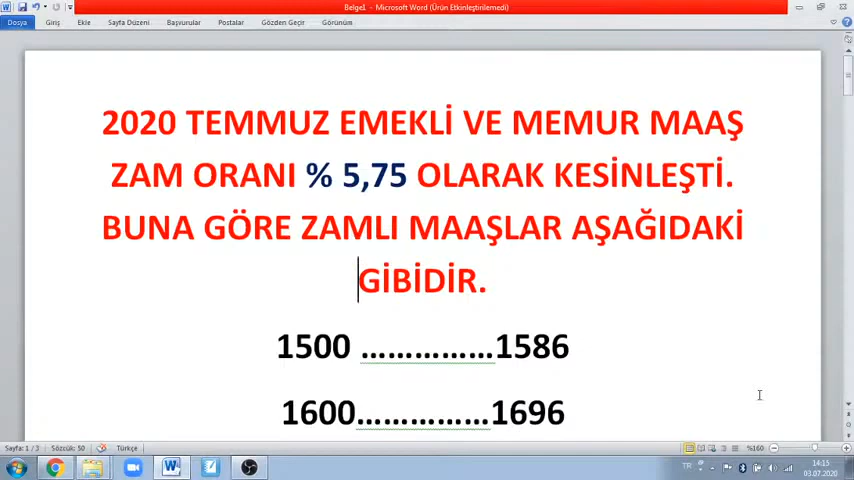 Belge1 - Microsoft Word (Ürün Etkinleştirilemedi)
Dosya Giriş Ekle Sayfa Düzeni Başvurular Postalar Gözden Geçir Görünüm
2020 TEMMUZ EMEKLİ VE MEMUR MAAŞ
ZAM ORANI % 5,75 OLARAK KESİNLEŞTİ.
BUNA GÖRE ZAMLI MAAŞLAR AŞAĞIDAKİ
GİBİDİR.
1500 ……………1586
1600……………1696
Sayfa: 1 / 3 Sözcük: 50 Türkçe %160
TR 14:15
03.07.2020